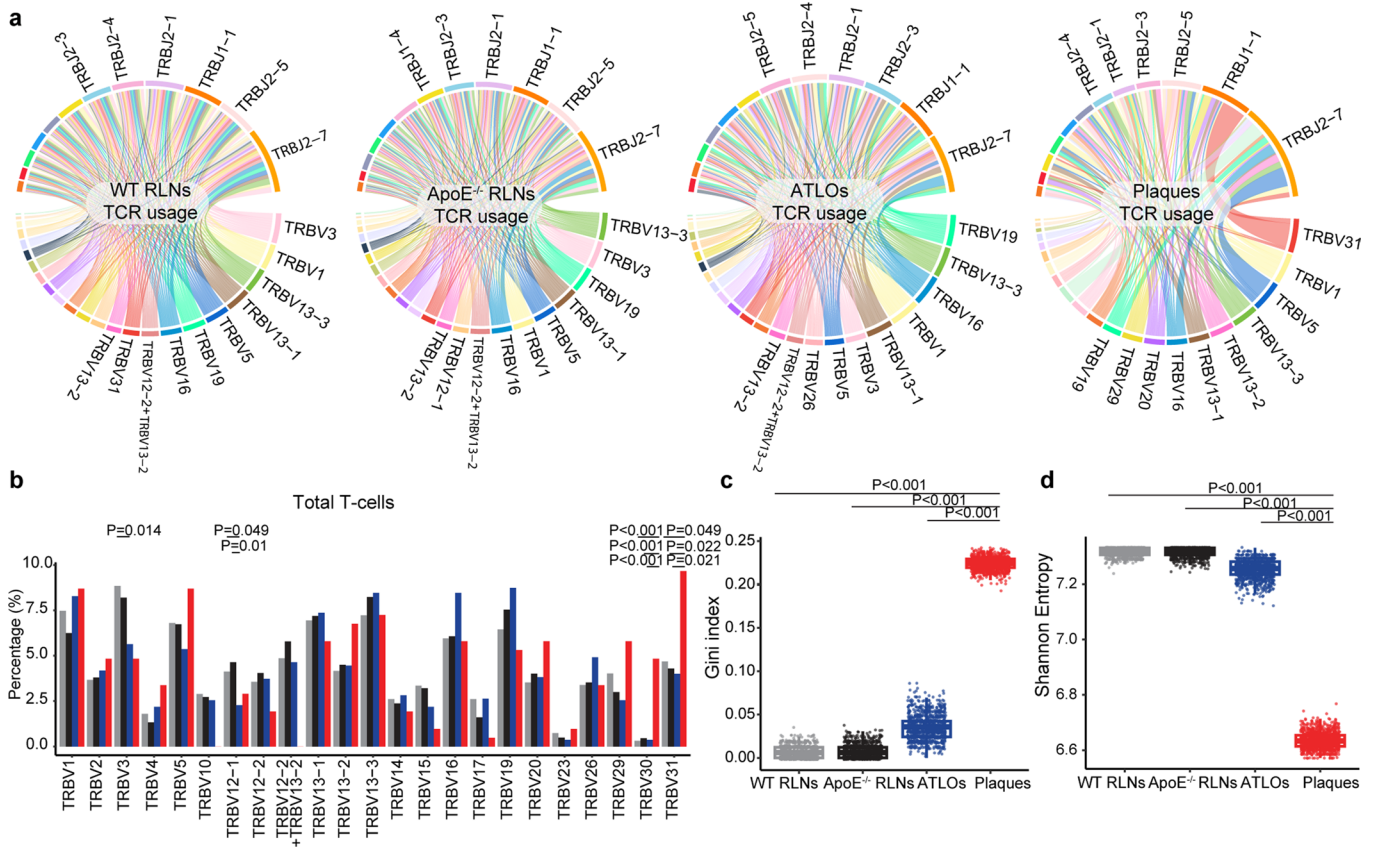 a
TRBJ2-3
TRBJ2-4
TRBJ2-1
TRBJ1-1
TRBJ2-5
TRBJ2-7
WT RLNs
TCR usage
TRBV3
TRBV1
TRBV13-3
TRBV13-1
TRBV5
TRBV19
TRBV16
TRBV12-2+TRBV13-2
TRBV31
TRBV13-2
TRBJ1-4
TRBJ2-3
TRBJ2-1
TRBJ1-1
TRBJ2-5
TRBJ2-7
ApoE-/- RLNs
TCR usage
TRBV13-3
TRBV3
TRBV19
TRBV13-1
TRBV5
TRBV1
TRBV16
TRBV12-2+TRBV13-2
TRBV12-1
TRBV13-2
TRBJ2-5
TRBJ2-4
TRBJ2-1
TRBJ2-3
TRBJ1-1
TRBJ2-7
ATLOs
TCR usage
TRBV19
TRBV13-3
TRBV16
TRBV1
TRBV13-1
TRBV3
TRBV5
TRBV26
TRBV12-2+TRBV13-2
TRBV13-2
TRBJ2-4
TRBJ2-1
TRBJ2-3
TRBJ2-5
TRBJ1-1
TRBJ2-7
Plaques
TCR usage
TRBV31
TRBV1
TRBV5
TRBV13-3
TRBV13-2
TRBV13-1
TRBV16
TRBV20
TRBV29
TRBV19
b
Total T-cells
P=0.014
P=0.049
P=0.01
P<0.001
P=0.049
P<0.001
P=0.022
P<0.001
P=0.021
Percentage (%)
10.0
7.5
5.0
2.5
0.0
TRBV1
TRBV2
TRBV3
TRBV4
TRBV5
TRBV10
TRBV12-1
TRBV12-2
TRBV12-2
+TRBV13-2
TRBV13-1
TRBV13-2
TRBV13-3
TRBV14
TRBV15
TRBV16
TRBV17
TRBV19
TRBV20
TRBV23
TRBV26
TRBV29
TRBV30
TRBV31
c
P<0.001
P<0.001
P<0.001
Gini index
0.25
0.20
0.15
0.10
0.05
0.00
WT RLNs ApoE-/- RLNs ATLOs Plaques
d
P<0.001
P<0.001
P<0.001
Shannon Entropy
7.2
7.0
6.8
6.6
WT RLNs ApoE-/- RLNs ATLOs Plaques